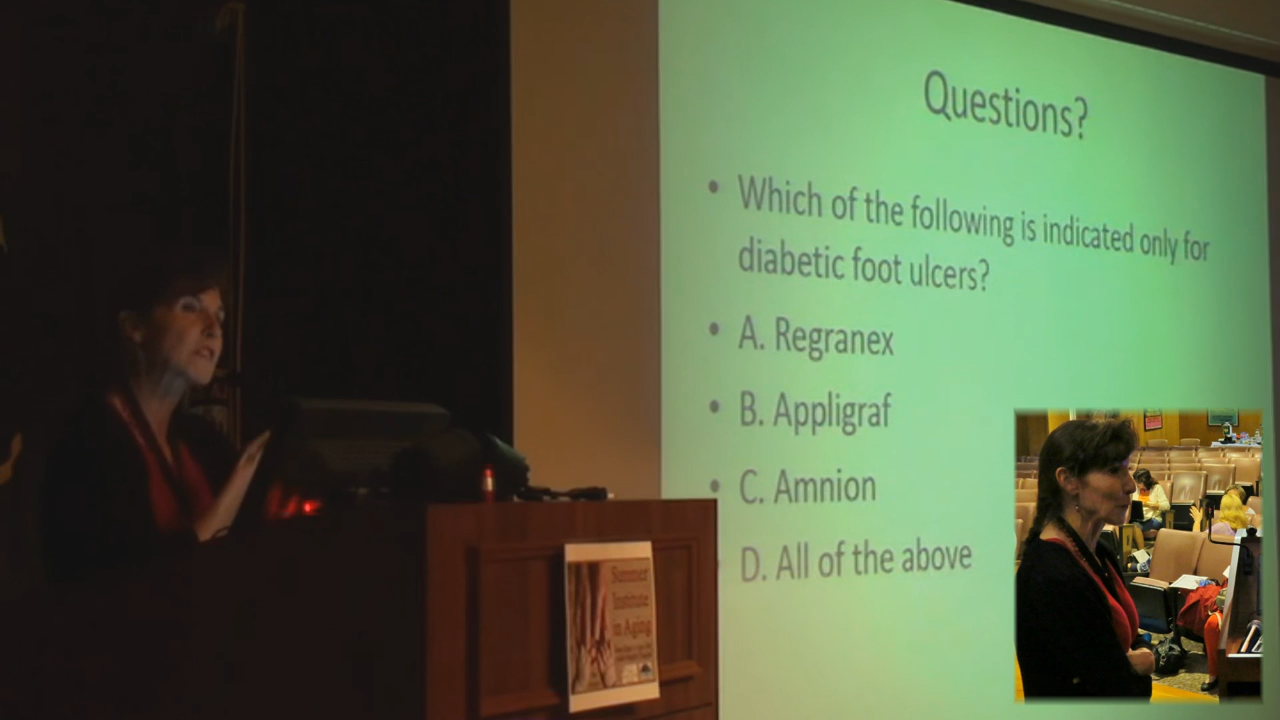 Questions?
• Which of the following is indicated only for
diabetic foot ulcers?
• A. Regranex
• B. Appligraf
• C. Amnion
• D. All of the above
Summer
Institute
in Aging